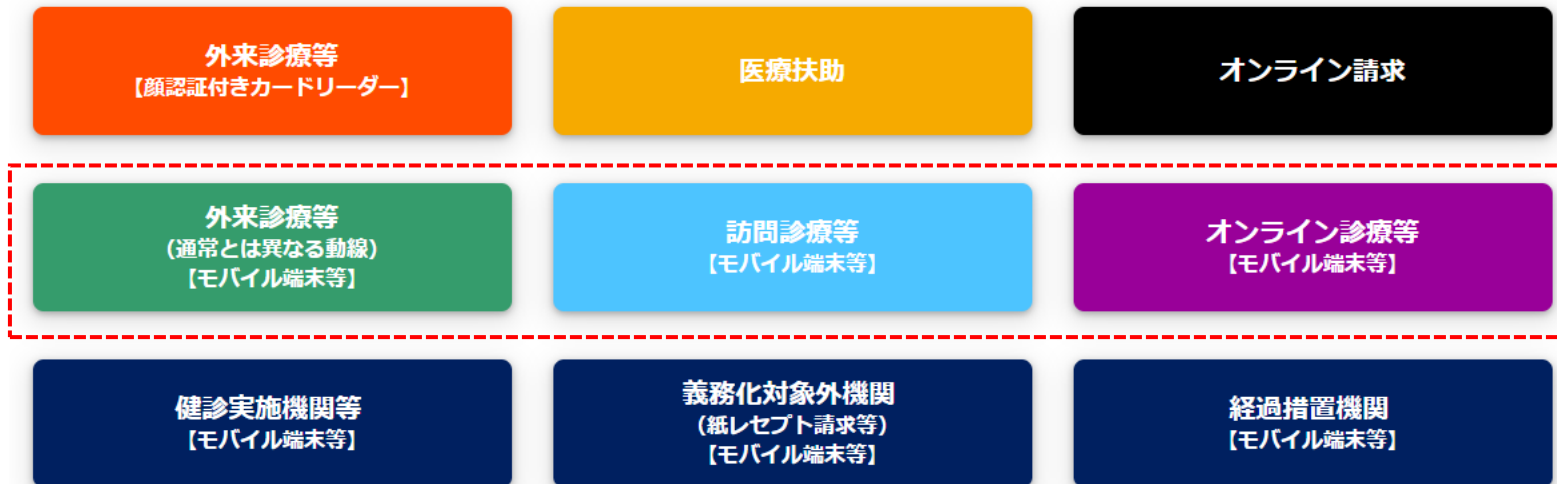 外来診療等
【顔認証付きカードリーダー】
医療扶助
オンライン請求
外来診療等
（通常とは異なる動線）
【モバイル端末等】
訪問診療等
【モバイル端末等】
オンライン診療等
【モバイル端末等】
健診実施機関等
【モバイル端末等】
義務化対象外機関
（紙レセプト請求等）
【モバイル端末等】
経過措置機関
【モバイル端末等】